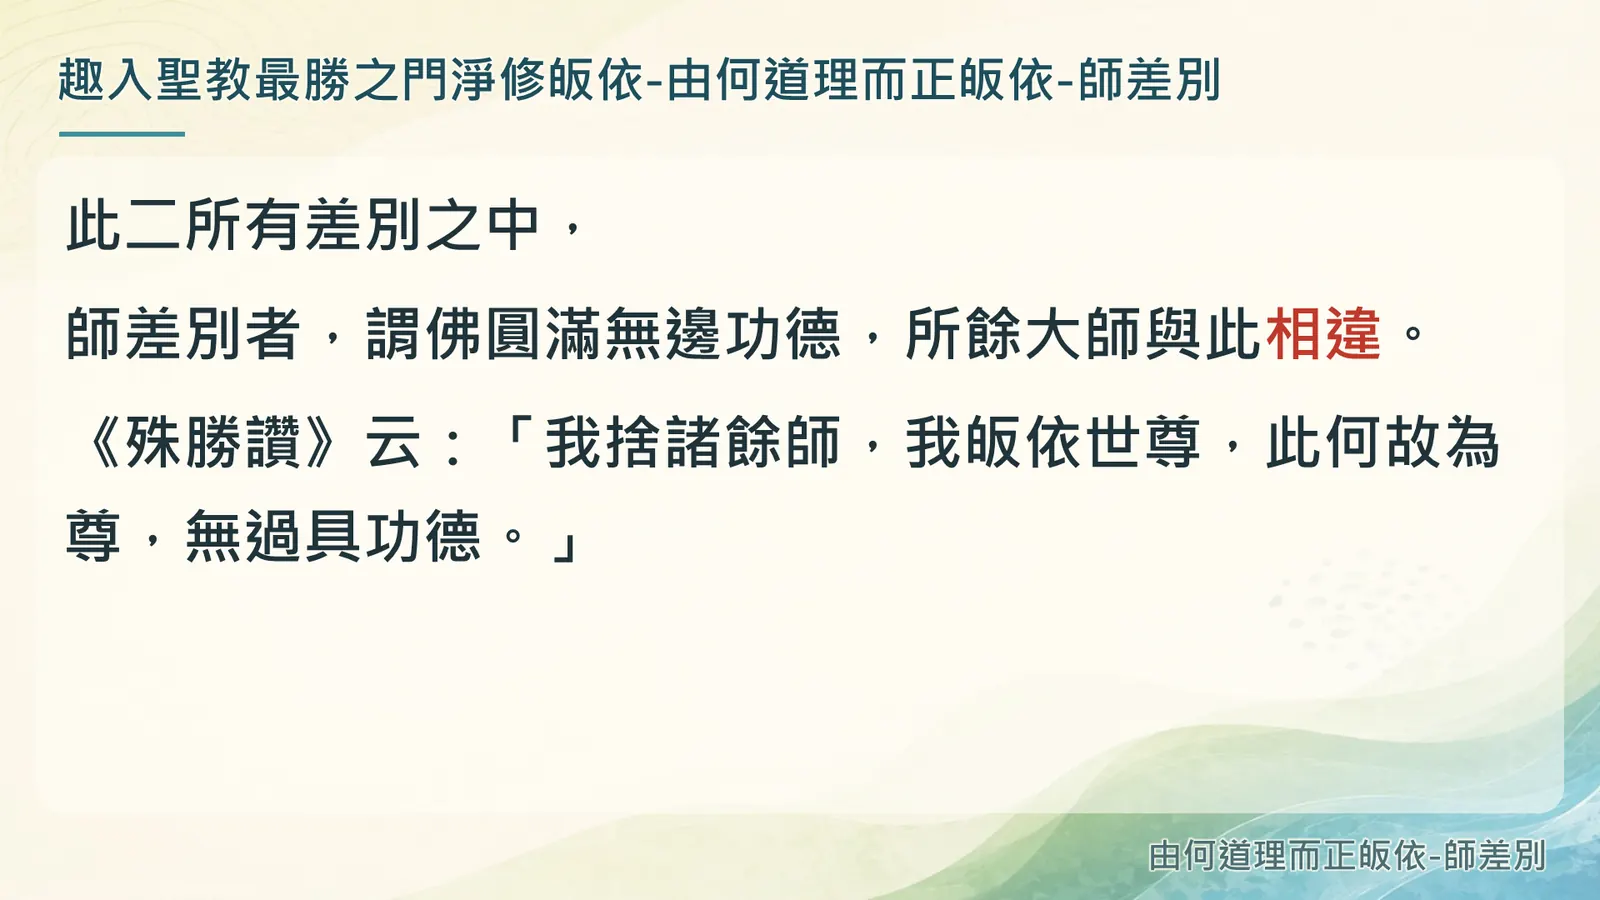 趣入聖教最勝之門淨修皈依-由何道理而正皈依-師差別
此二所有差別之中，
師差別者，謂佛圓滿無邊功德，所餘大師與此相違。
《殊勝讚》云：「我捨諸餘師，我皈依世尊，此何故為
尊，無過具功德。」
由何道理而正皈依-師差別